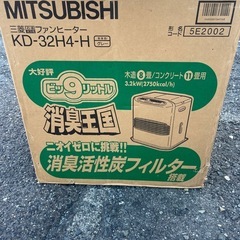 MITSUBISHI
三菱 ファンヒーター
KD-32H4-H
グレー
5E2002
大好評
ビッグ9リットル
木造8畳/コンクリート11畳用
3.2kW(2750kcal/h)
消臭王国
ニオイゼロに挑戦!!
消臭活性炭フィルター
搭載